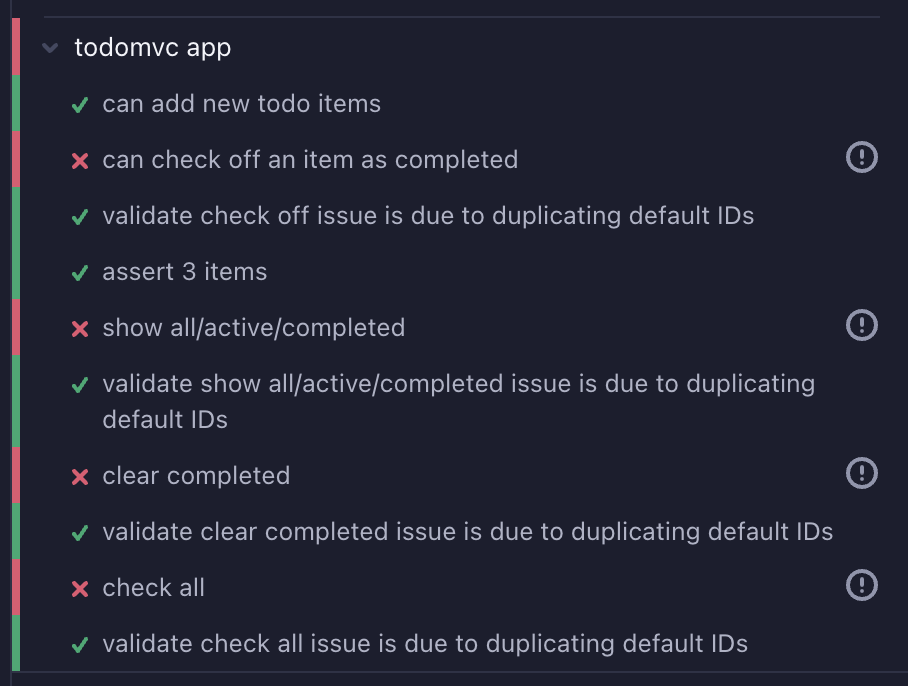 todomvc app
can add new todo items
can check off an item as completed
validate check off issue is due to duplicating default IDs
assert 3 items
show all/active/completed
validate show all/active/completed issue is due to duplicating
default IDs
clear completed
validate clear completed issue is due to duplicating default IDs
check all
validate check all issue is due to duplicating default IDs